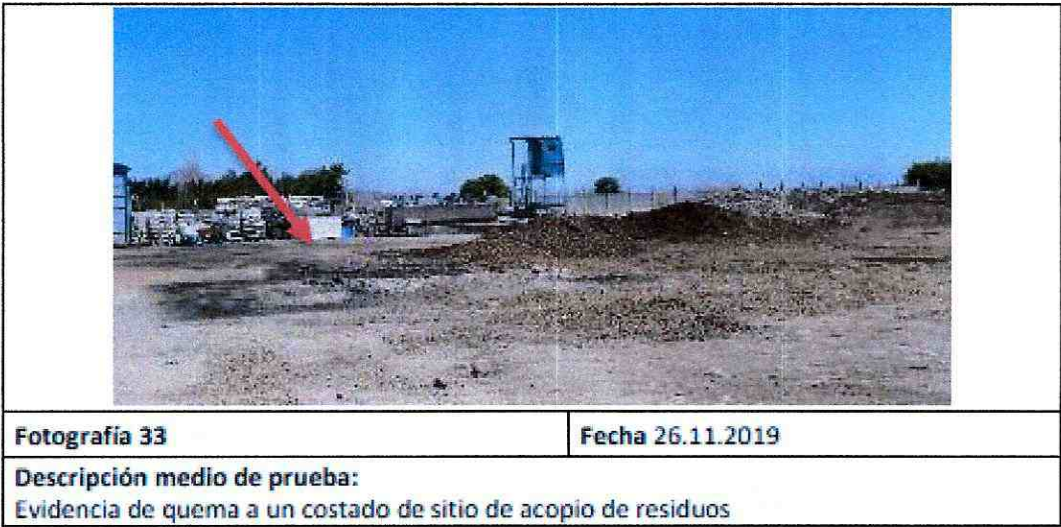 Fotografía 33
Fecha 26.11.2019
Descripción medio de prueba:
Evidencia de quema a un costado de sitio de acopio de residuos